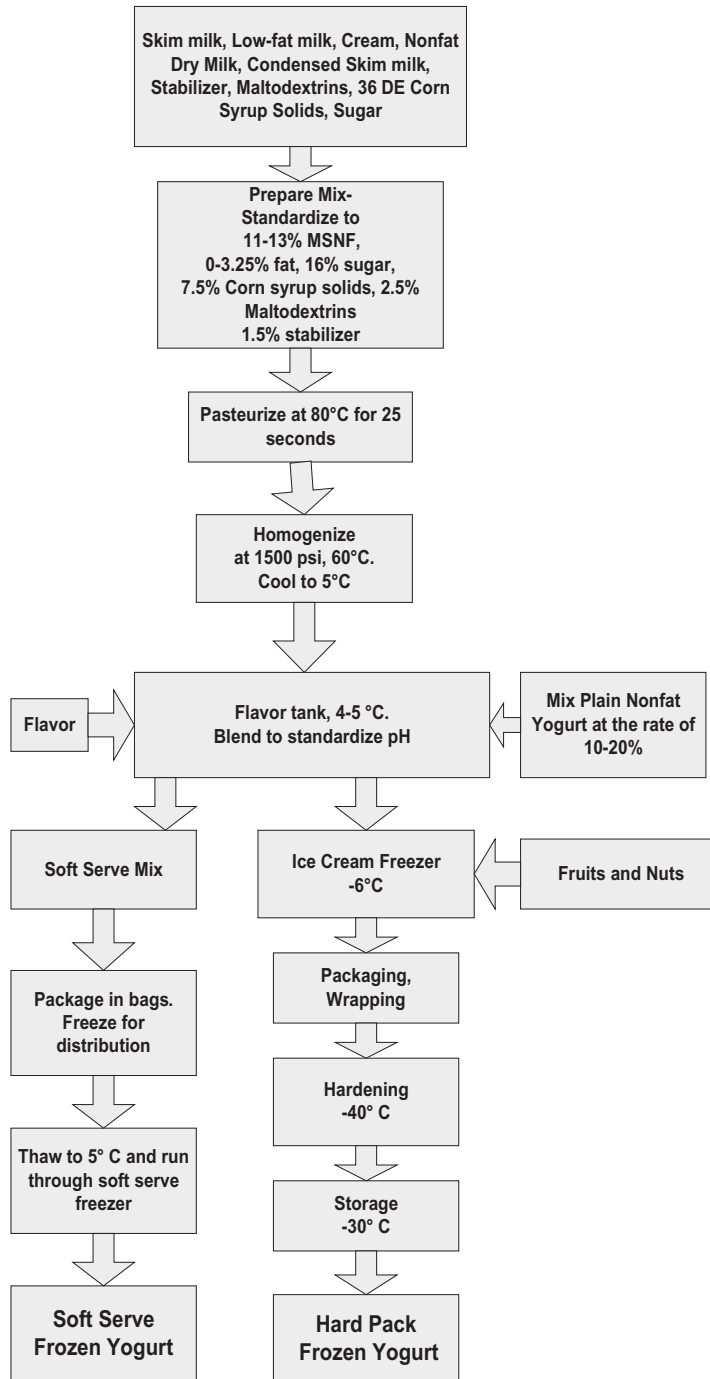 Skim milk, Low-fat milk, Cream, Nonfat
Dry Milk, Condensed Skim milk,
Stabilizer, Maltodextrins, 36 DE Corn
Syrup Solids, Sugar
Prepare Mix-
Standardize to
11-13% MSNF,
0-3.25% fat, 16% sugar,
7.5% Corn syrup solids, 2.5%
Maltodextrins
1.5% stabilizer
Pasteurize at 80°C for 25
seconds
Homogenize
at 1500 psi, 60°C.
Cool to 5°C
Flavor
Flavor tank, 4-5 °C.
Blend to standardize pH
Mix Plain Nonfat
Yogurt at the rate of
10-20%
Soft Serve Mix
Ice Cream Freezer
-6°C
Fruits and Nuts
Package in bags.
Freeze for
distribution
Packaging,
Wrapping
Hardening
-40° C
Thaw to 5° C and run
through soft serve
freezer
Storage
-30° C
Soft Serve
Frozen Yogurt
Hard Pack
Frozen Yogurt